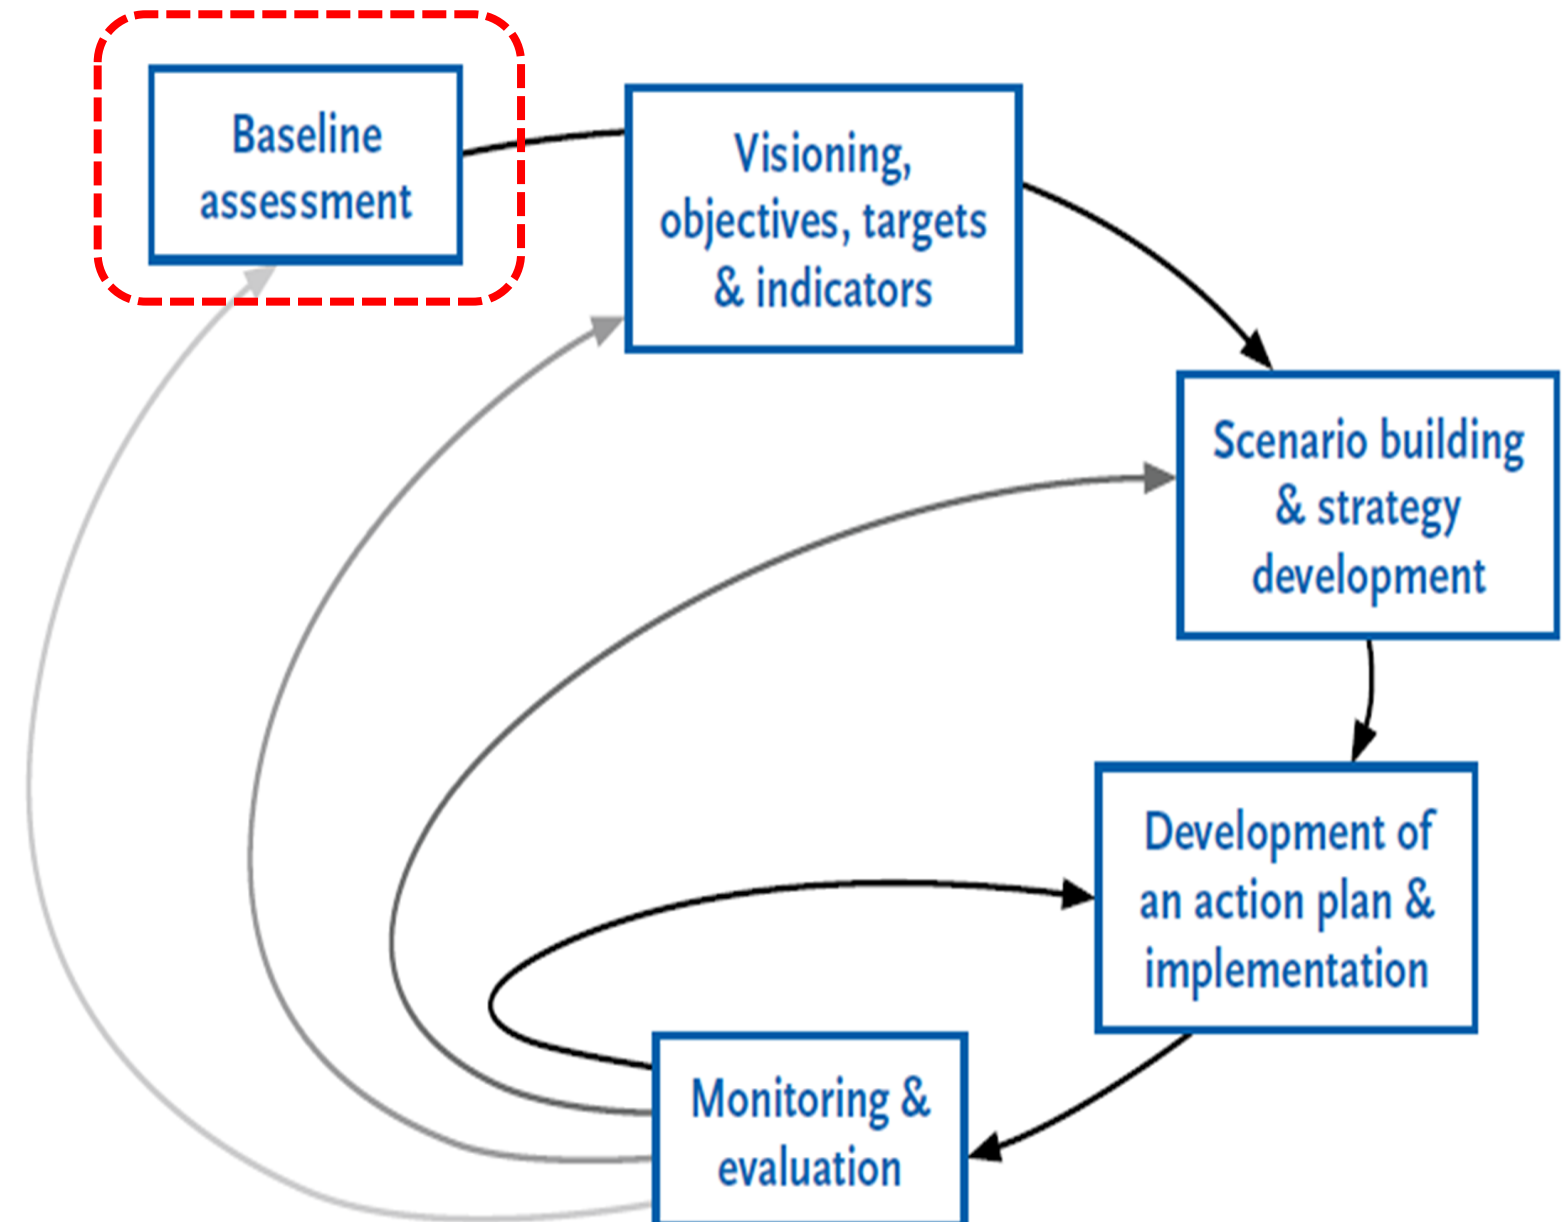 Baseline
assessment
Visioning,
objectives, targets
& indicators
Scenario building
& strategy
development
Development of
an action plan &
implementation
Monitoring &
evaluation